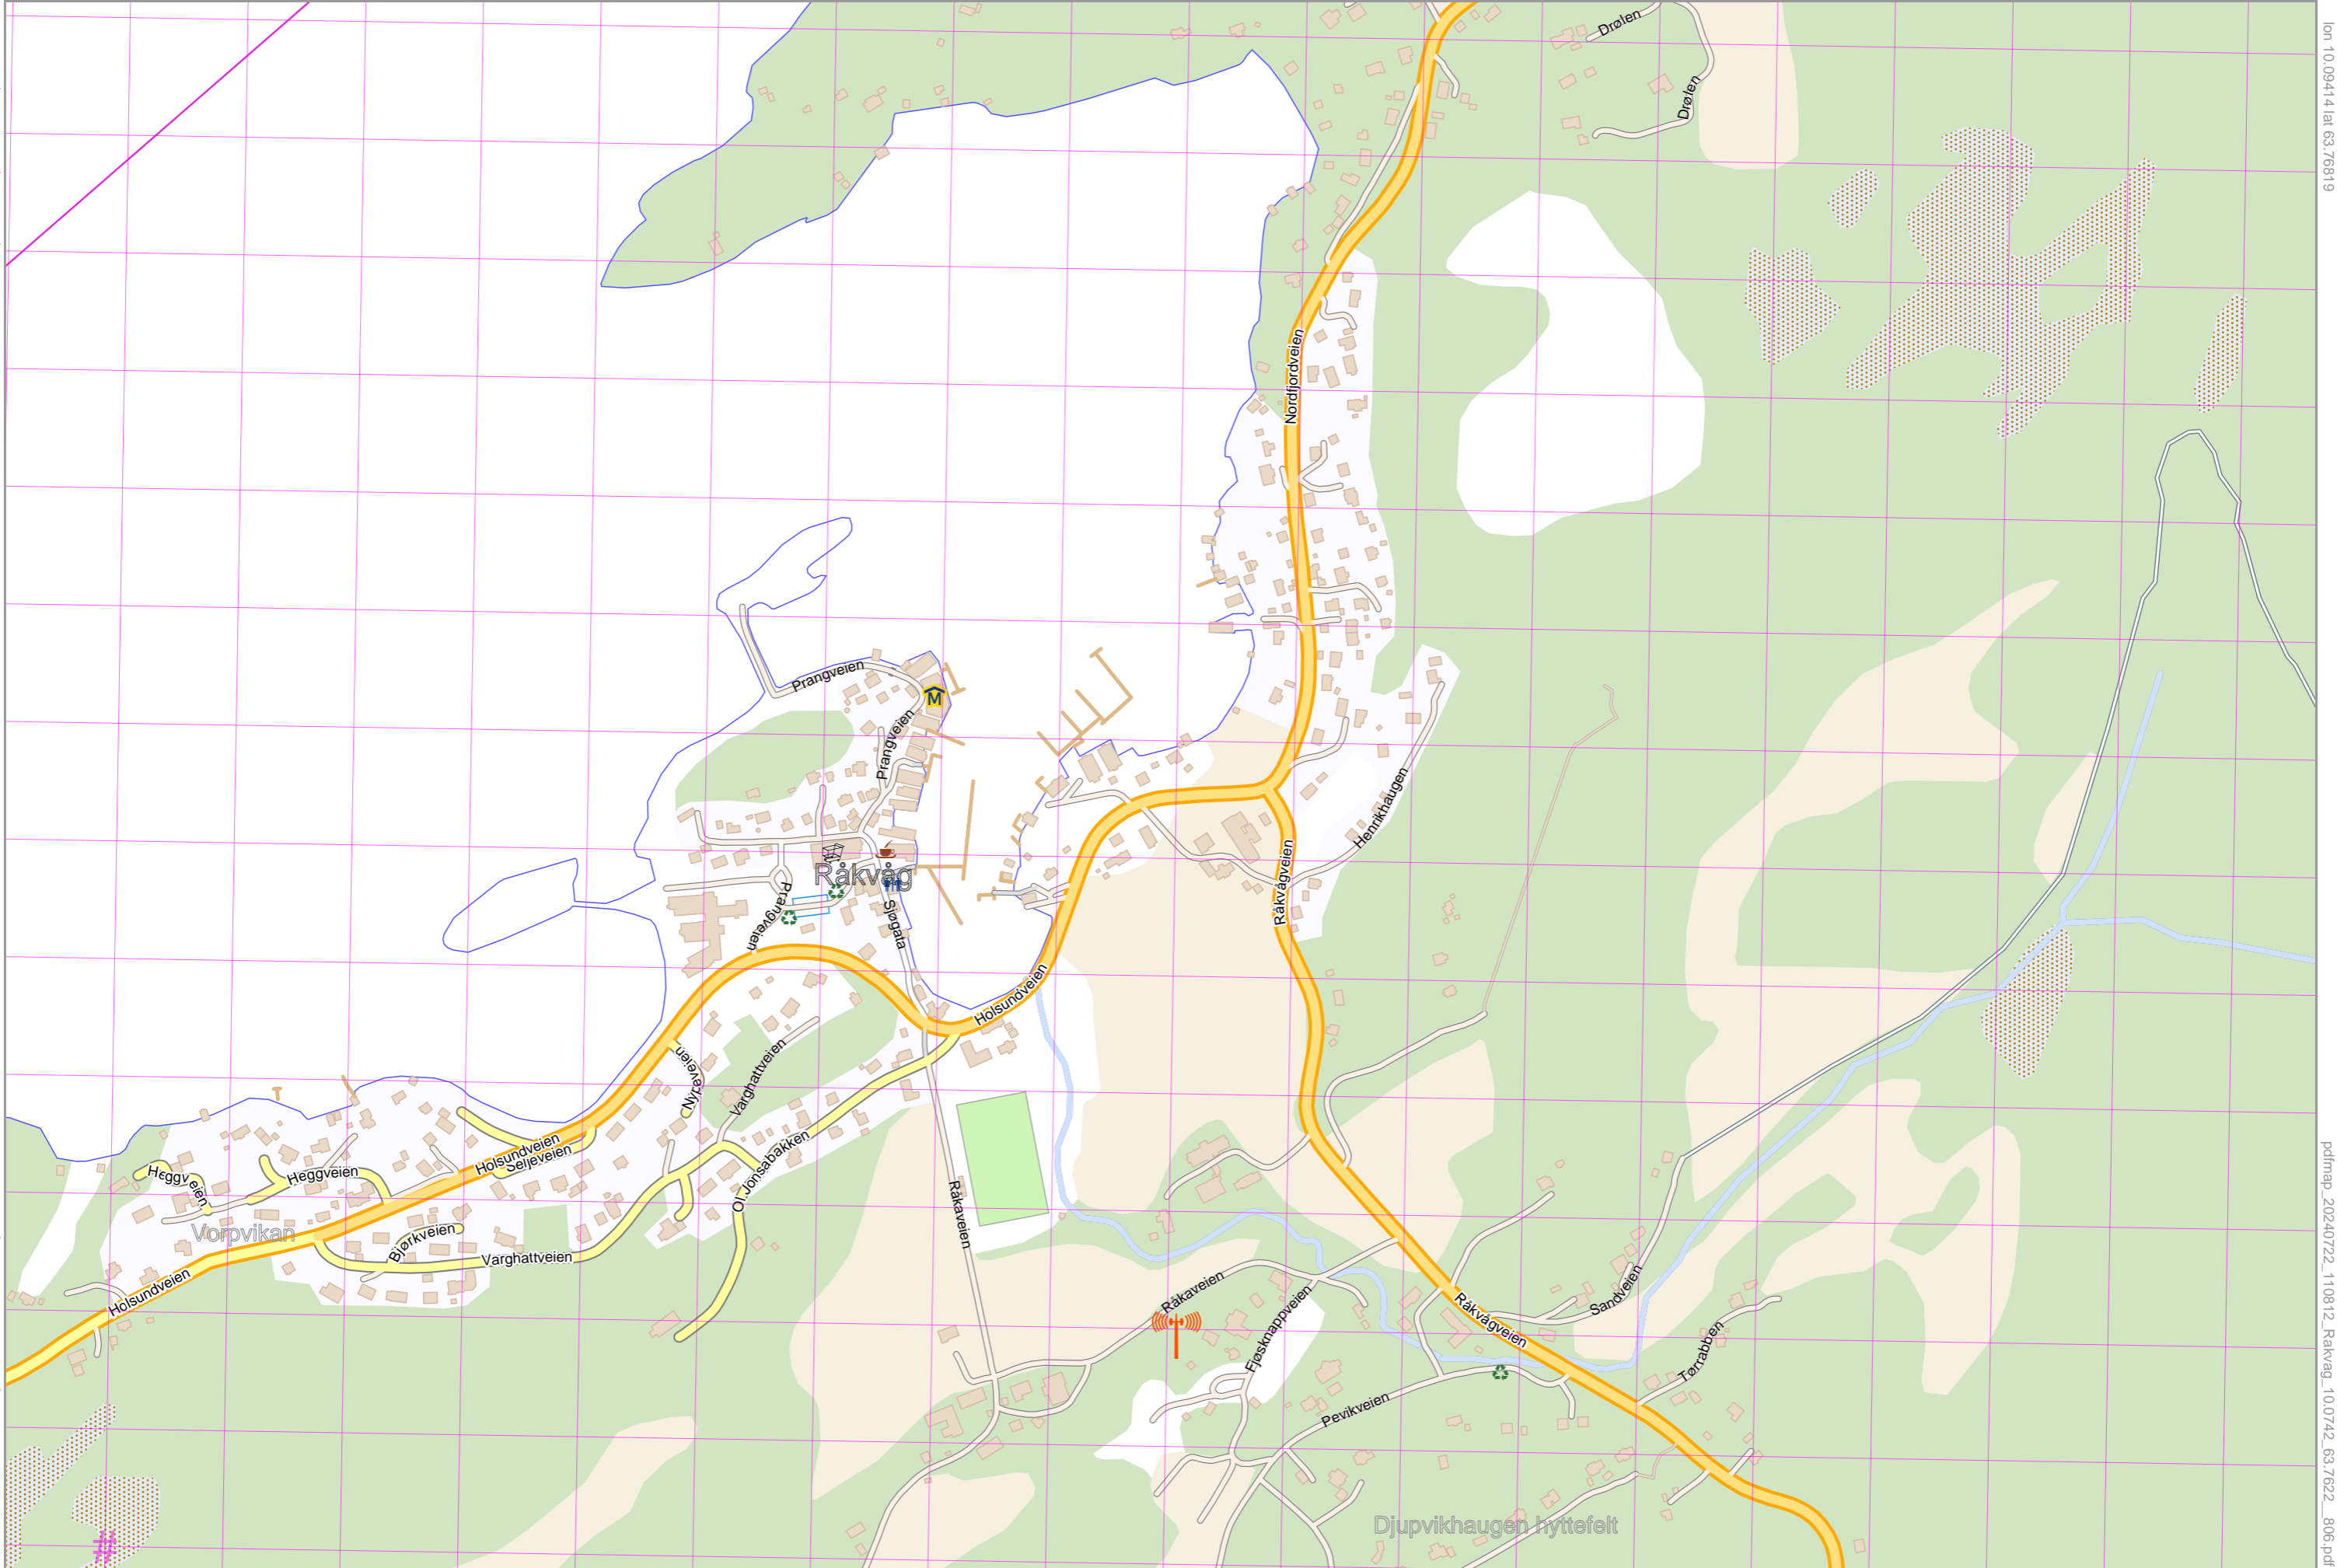 Drølen
Drølen
lon 10.09414 lat 63.76819
Nordfjordveien
Prangveien
M
Prangveien
Henrikhaugen
Råkvåg
Prangveien
Sjøgata
Råkvågveien
Holsundveien
Nyveien
Varghattveien
Ol Jonsabakken
Holsundveien
Seljeveien
Heggveien
Heggveien
Vorpvikan
Bjørkveien
Varghattveien
Holsundveien
Råkaveien
Råkaveien
Fjøsknappveien
Råkvågveien
Sandveien
Tørrabben
Pevikveien
Djupvikhaugen hyttefelt
#
pdfmap_20240722_110812_Rakvag_10.0742_63.7622__806.pdf